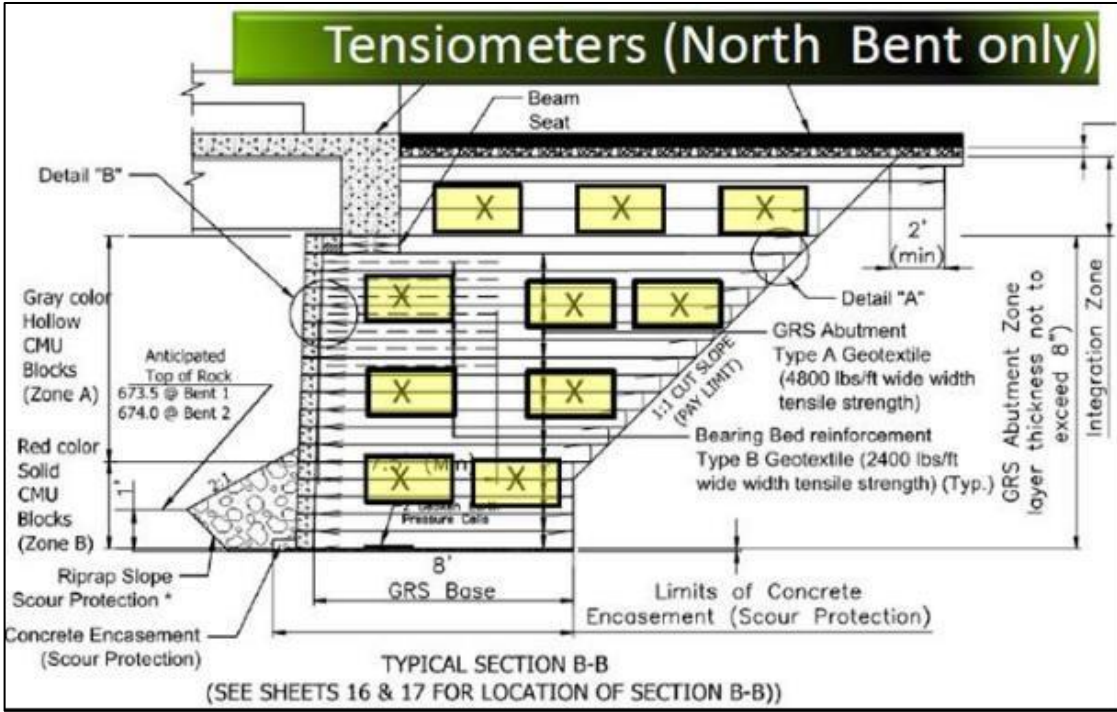 Tensiometers (North Bent only)
Beam
Seat
Detail "B"
X X X
2'
(min)
X X X
Detail "A"
Gray color
Hollow
CMU
Blocks
(Zone A)
Anticipated
Top of Rock
673.5 @ Bent 1
674.0 @ Bent 2
1:1 CUT SLOPE
(PAY LIMIT)
GRS Abutment
Type A Geotextile
(4800 lbs/ft wide width
tensile strength)
X X
Bearing Bed reinforcement
Type B Geotextile (2400 lbs/ft
wide width tensile strength) (Typ.)
GRS Abutment Zone
layer thickness not to
exceed 8"
Integration Zone
Red color
Solid
CMU
Blocks
(Zone B)
2:1
1'
(Min)
X X
Pressure Cells
8'
GRS Base
Riprap Slope
Scour Protection *
Concrete Encasement
(Scour Protection)
Limits of Concrete
Encasement (Scour Protection)
TYPICAL SECTION B-B
(SEE SHEETS 16 & 17 FOR LOCATION OF SECTION B-B))